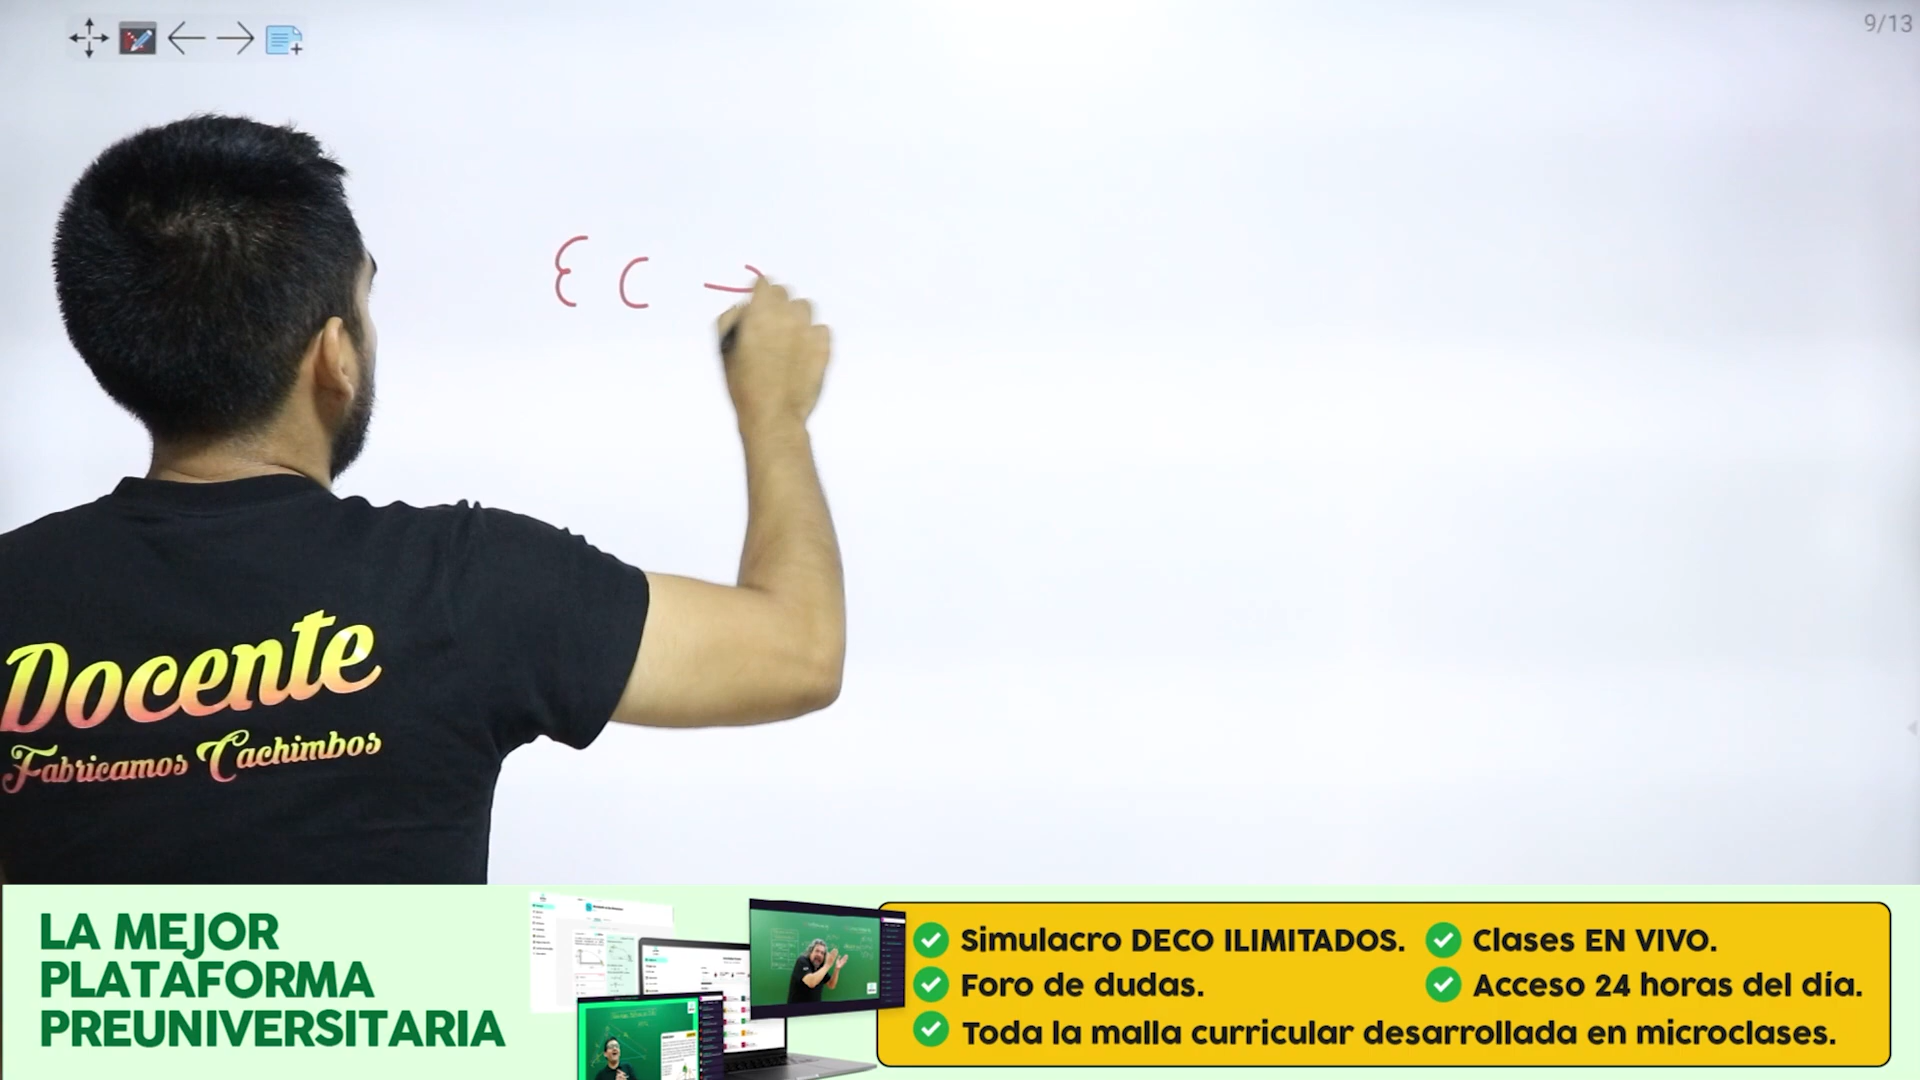 9/13
Ec →
Docente
Fabricamos Cachimbos
LA MEJOR
PLATAFORMA
PREUNIVERSITARIA
Simulacro DECO ILIMITADOS.
Clases EN VIVO.
Foro de dudas.
Acceso 24 horas del día.
Toda la malla curricular desarrollada en microclases.